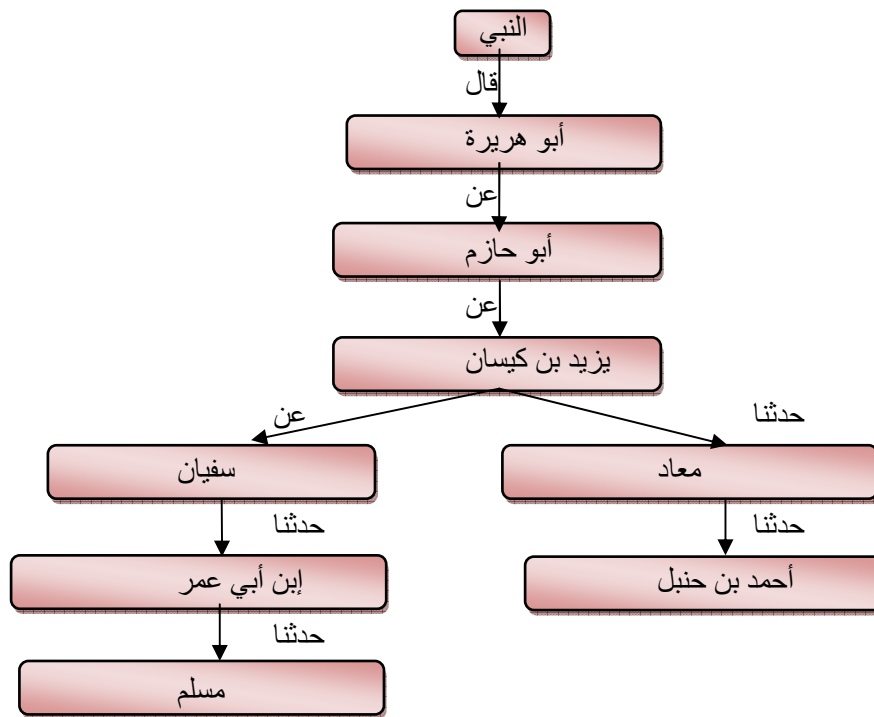 النبي
قال
أبو هريرة
عن
أبو حازم
عن
يزيد بن كيسان
حدثنا
عن
معاد
سفيان
حدثنا
حدثنا
أحمد بن حنبل
إبن أبي عمر
حدثنا
مسلم